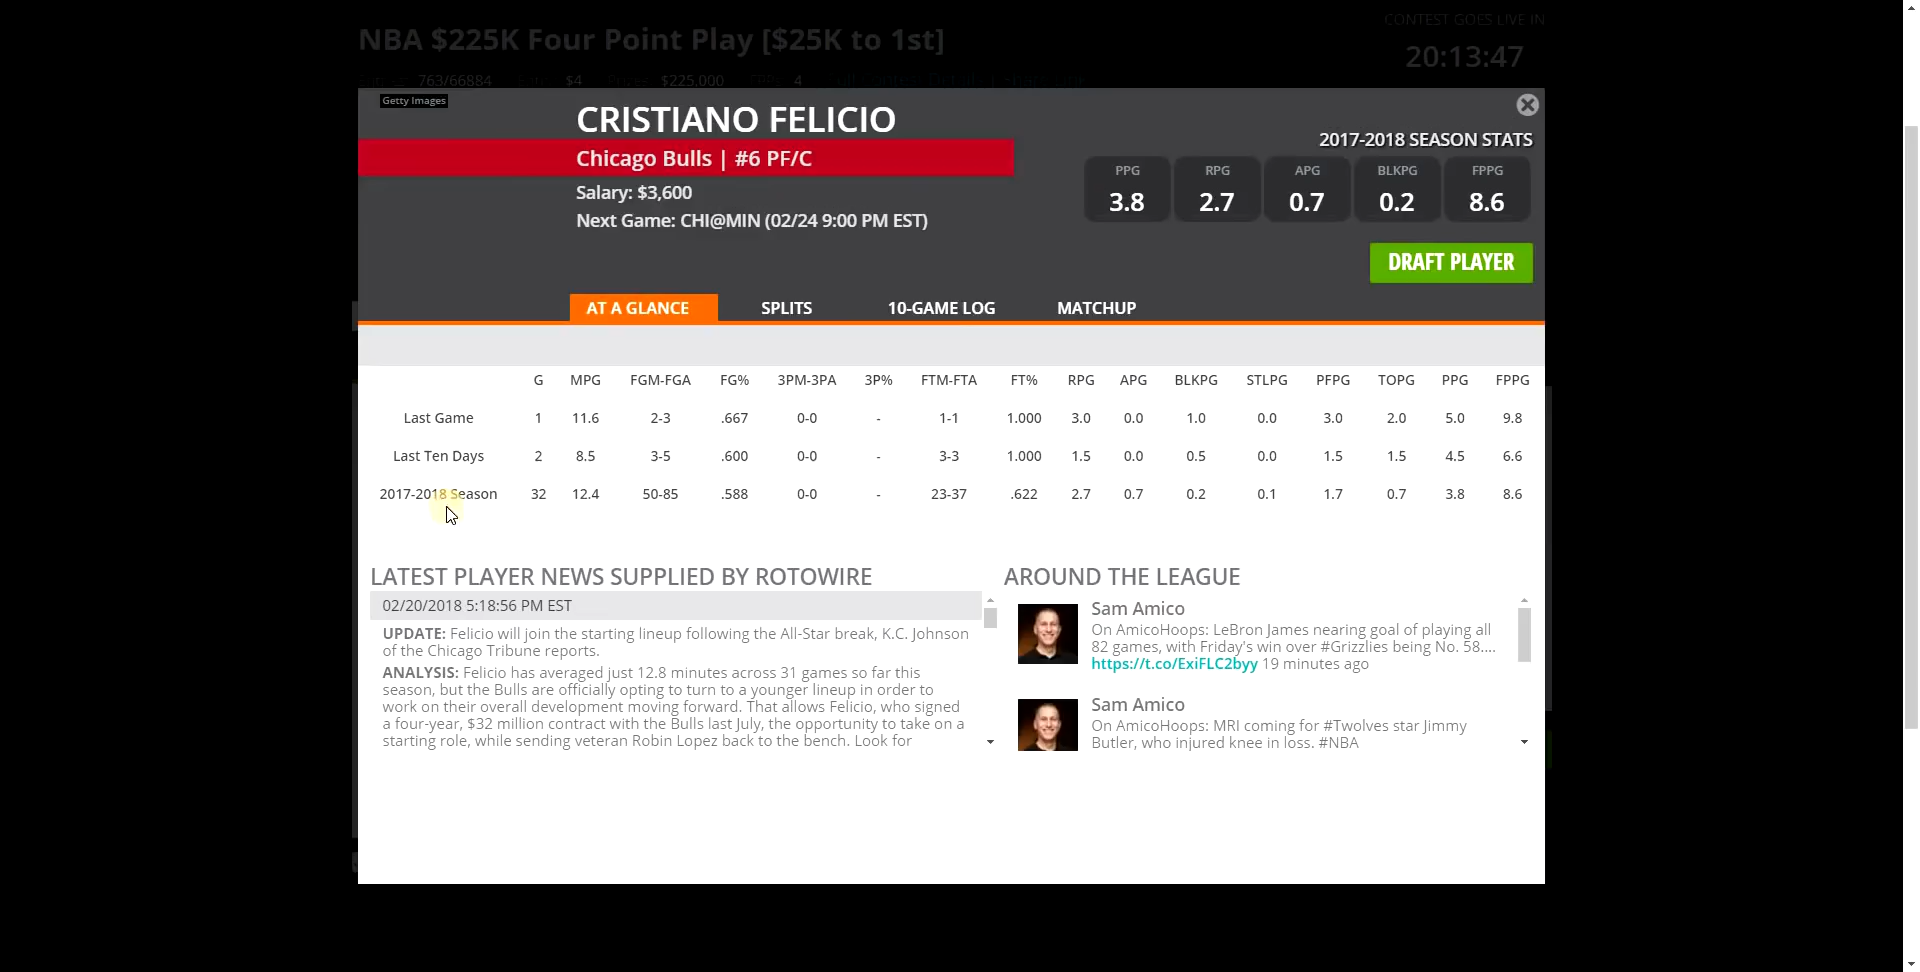 NBA $225K Four Point Play [$25K to 1st]
CONTEST GOES LIVE IN
20:13:47
763/66884 $4 $225,000 4
Getty Images
CRISTIANO FELICIO
Chicago Bulls | #6 PF/C
Salary: $3,600
Next Game: CHI@MIN (02/24 9:00 PM EST)
2017-2018 SEASON STATS
PPG RPG APG BLKPG FPPG
3.8 2.7 0.7 0.2 8.6
DRAFT PLAYER
AT A GLANCE SPLITS 10-GAME LOG MATCHUP
G MPG FGM-FGA FG% 3PM-3PA 3P% FTM-FTA FT% RPG APG BLKPG STLPG PFPG TOPG PPG FPPG
Last Game 1 11.6 2-3 .667 0-0 - 1-1 1.000 3.0 0.0 1.0 0.0 3.0 2.0 5.0 9.8
Last Ten Days 2 8.5 3-5 .600 0-0 - 3-3 1.000 1.5 0.0 0.5 0.0 1.5 1.5 4.5 6.6
2017-2018 Season 32 12.4 50-85 .588 0-0 - 23-37 .622 2.7 0.7 0.2 0.1 1.7 0.7 3.8 8.6
LATEST PLAYER NEWS SUPPLIED BY ROTOWIRE
02/20/2018 5:18:56 PM EST
UPDATE: Felicio will join the starting lineup following the All-Star break, K.C. Johnson
of the Chicago Tribune reports.
ANALYSIS: Felicio has averaged just 12.8 minutes across 31 games so far this
season, but the Bulls are officially opting to turn to a younger lineup in order to
work on their overall development moving forward. That allows Felicio, who signed
a four-year, $32 million contract with the Bulls last July, the opportunity to take on a
starting role, while sending veteran Robin Lopez back to the bench. Look for
AROUND THE LEAGUE
Sam Amico
On AmicoHoops: LeBron James nearing goal of playing all
82 games, with Friday's win over #Grizzlies being No. 58....
https://t.co/ExiFLC2byy 19 minutes ago
Sam Amico
On AmicoHoops: MRI coming for #Twolves star Jimmy
Butler, who injured knee in loss. #NBA